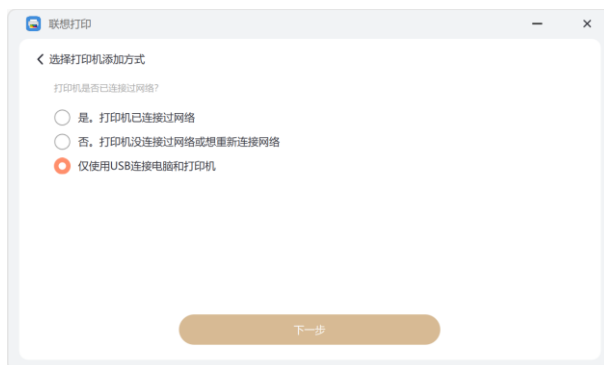 联想打印
选择打印机添加方式
打印机是否已连接过网络?
是，打印机已连接过网络
否，打印机没连接过网络或想重新连接网络
仅使用USB连接电脑和打印机
下一步